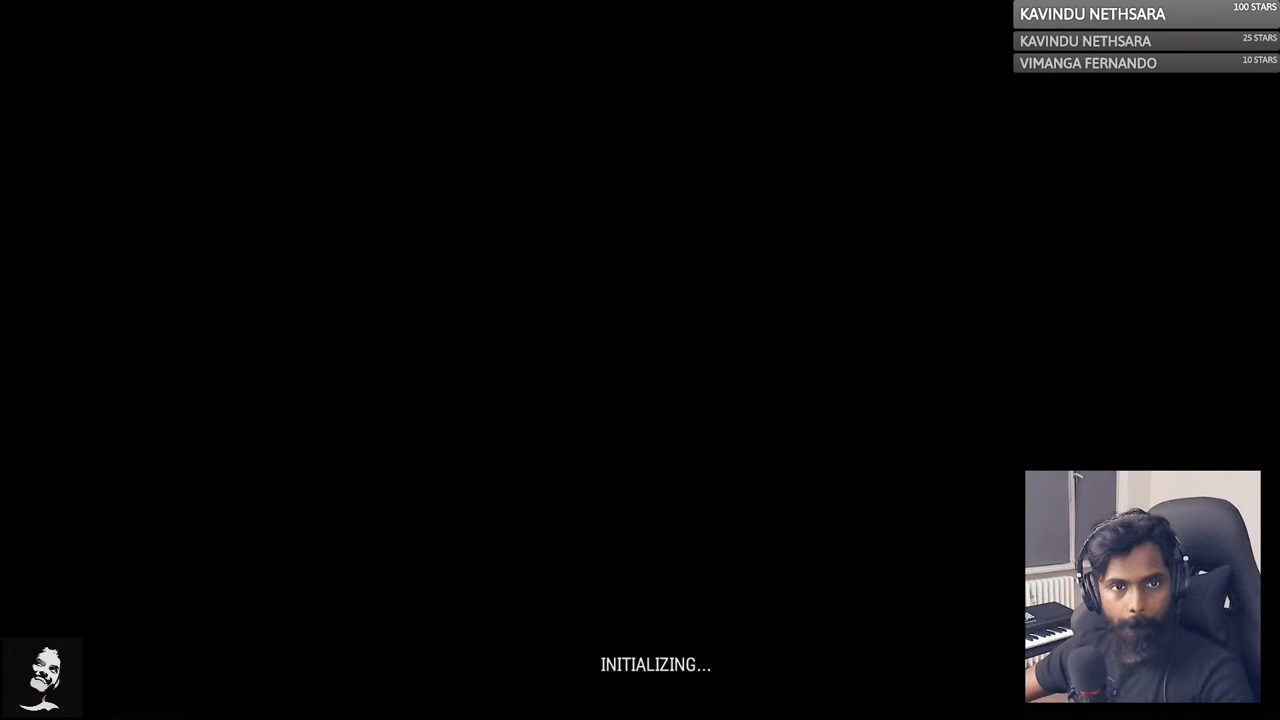 KAVINDU NETHSARA 100 STARS
KAVINDU NETHSARA 25 STARS
VIMANGA FERNANDO 10 STARS
INITIALIZING...